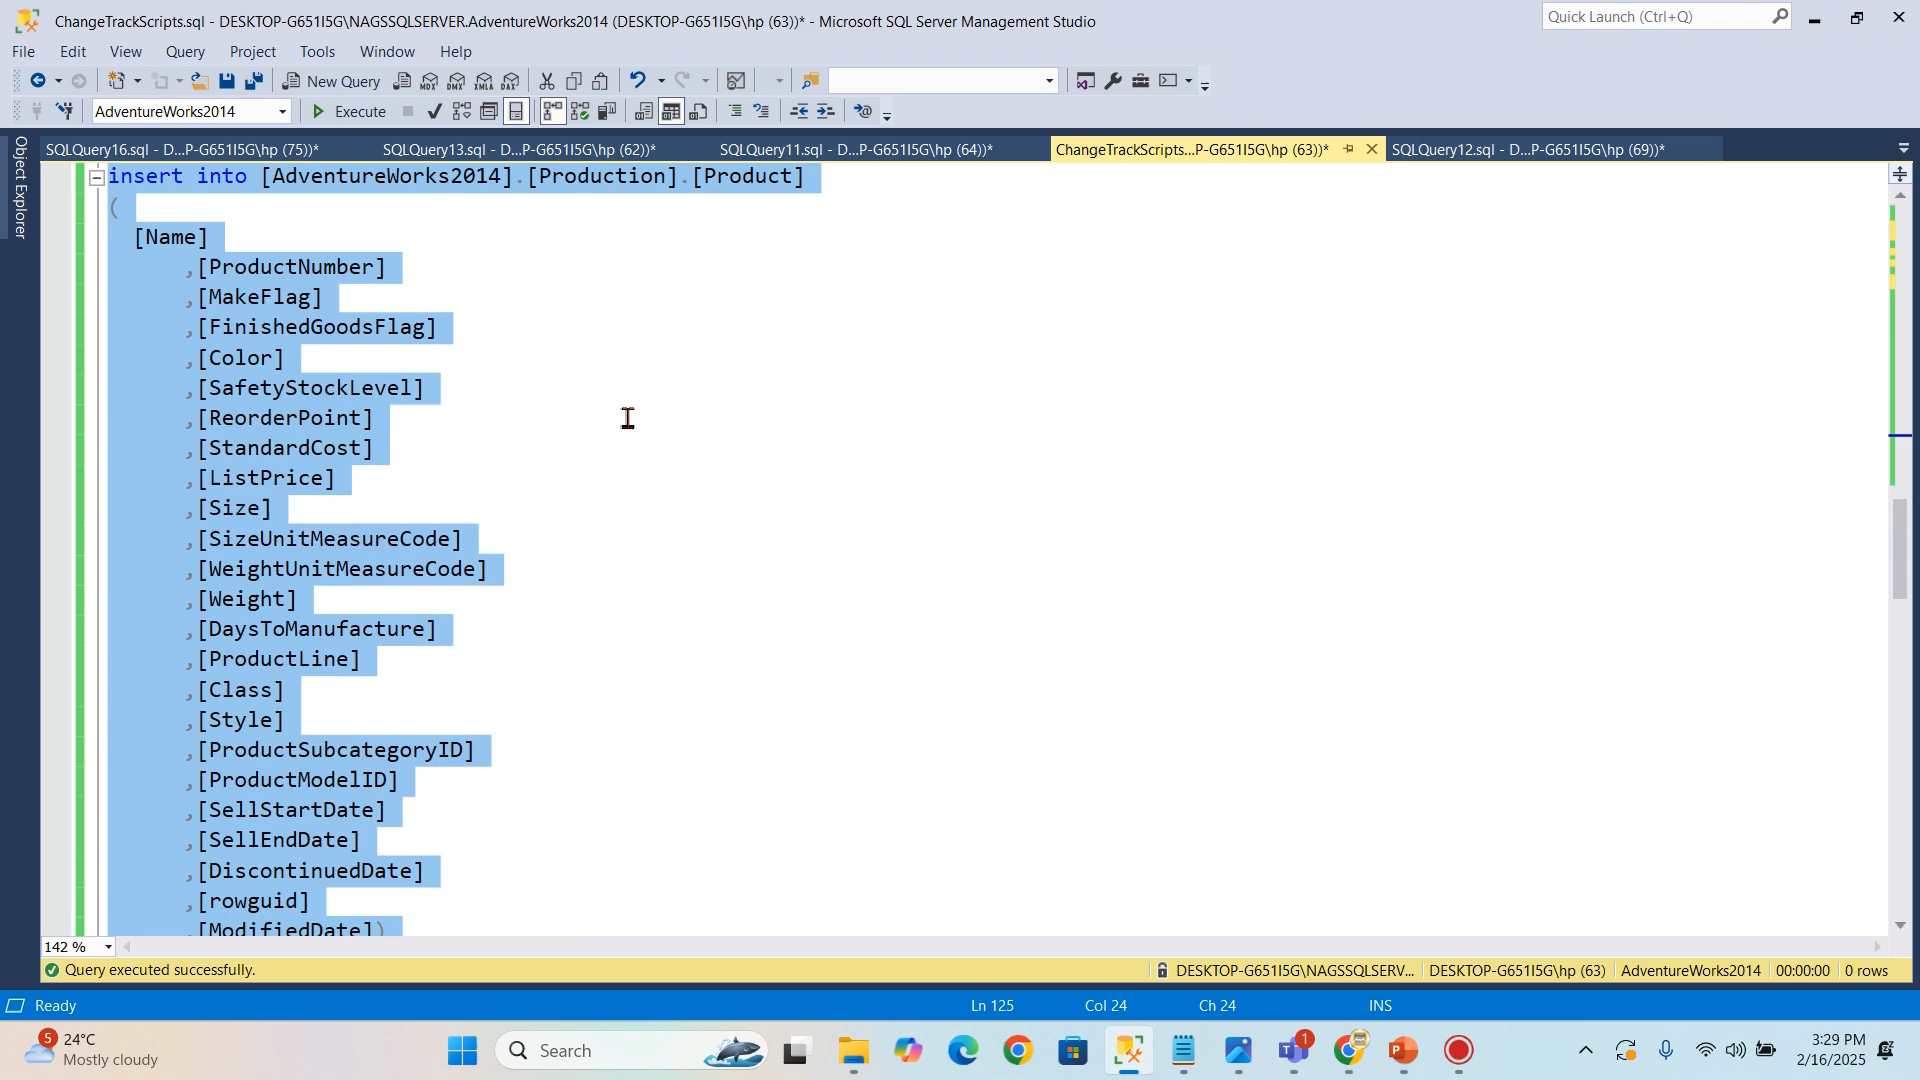 ChangeTrackScripts.sql - DESKTOP-G651I5G\NAGSSQLSERVER.AdventureWorks2014 (DESKTOP-G651I5G\hp (63))* - Microsoft SQL Server Management Studio
Quick Launch (Ctrl+Q)
File Edit View Query Project Tools Window Help
New Query MDX DMX XMLA DAX
AdventureWorks2014 Execute
SQLQuery16.sql - D...P-G651I5G\hp (75))* SQLQuery13.sql - D...P-G651I5G\hp (62))* SQLQuery11.sql - D...P-G651I5G\hp (64))* ChangeTrackScripts...P-G651I5G\hp (63))* SQLQuery12.sql - D...P-G651I5G\hp (69))*
Object Explorer
insert into [AdventureWorks2014].[Production].[Product]
(
[Name]
,[ProductNumber]
,[MakeFlag]
,[FinishedGoodsFlag]
,[Color]
,[SafetyStockLevel]
,[ReorderPoint]
,[StandardCost]
,[ListPrice]
,[Size]
,[SizeUnitMeasureCode]
,[WeightUnitMeasureCode]
,[Weight]
,[DaysToManufacture]
,[ProductLine]
,[Class]
,[Style]
,[ProductSubcategoryID]
,[ProductModelID]
,[SellStartDate]
,[SellEndDate]
,[DiscontinuedDate]
,[rowguid]
,[ModifiedDate])
142 %
Query executed successfully. DESKTOP-G651I5G\NAGSSQLSERV... DESKTOP-G651I5G\hp (63) AdventureWorks2014 00:00:00 0 rows
Ready Ln 125 Col 24 Ch 24 INS
5 24°C
Mostly cloudy
Search
1
3:29 PM
2/16/2025